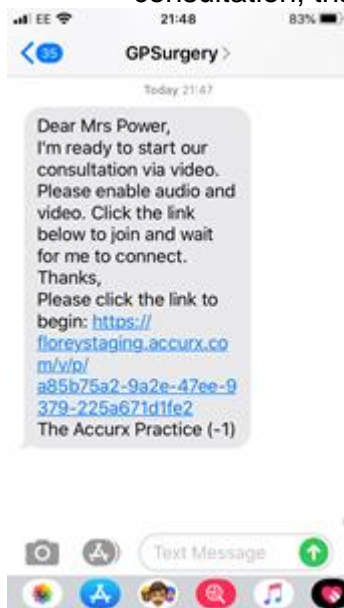 consultation, the
EE 21:48 83%
35 GPSurgery >
Today 21:47
Dear Mrs Power,
I'm ready to start our
consultation via video.
Please enable audio and
video. Click the link
below to join and wait
for me to connect.
Thanks,
Please click the link to
begin: https://
floreystaging.accurx.co
m/v/p/
a85b75a2-9a2e-47ee-9
379-225a671d1fe2
The Accurx Practice (-1)
Text Message